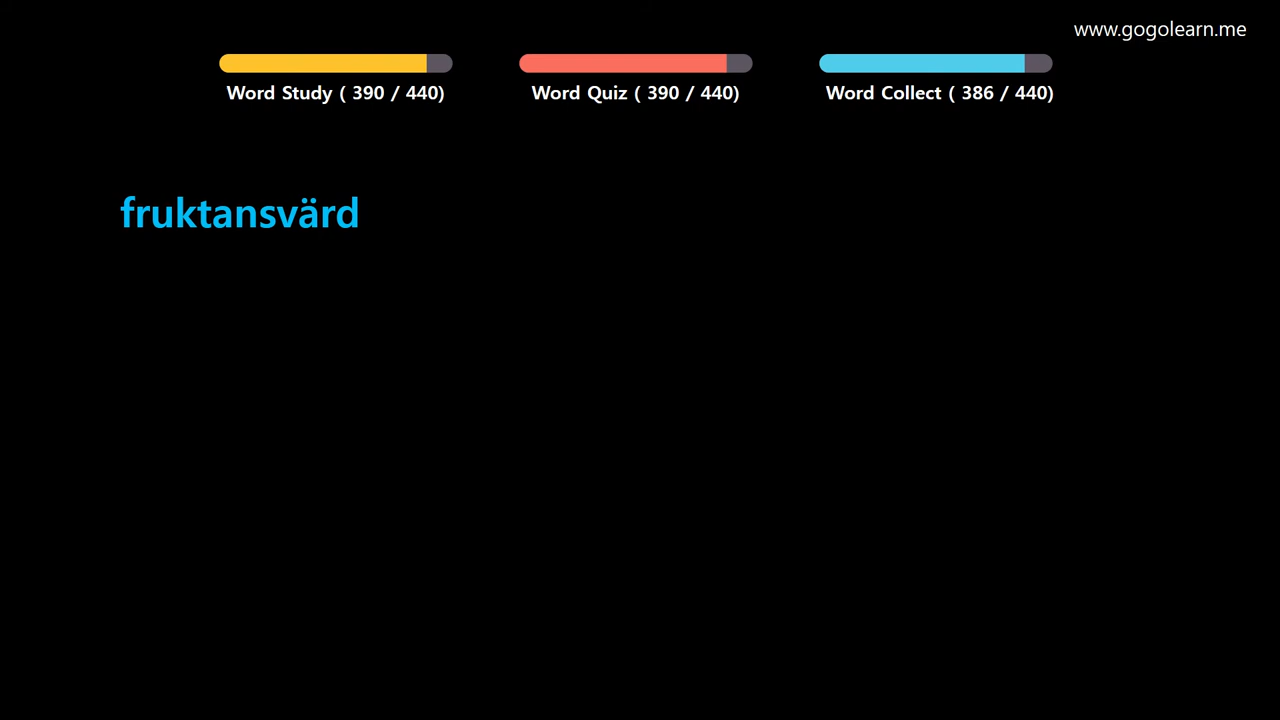 www.gogolearn.me
Word Study ( 390 / 440)
Word Quiz ( 390 / 440)
Word Collect ( 386 / 440)
fruktansvärd